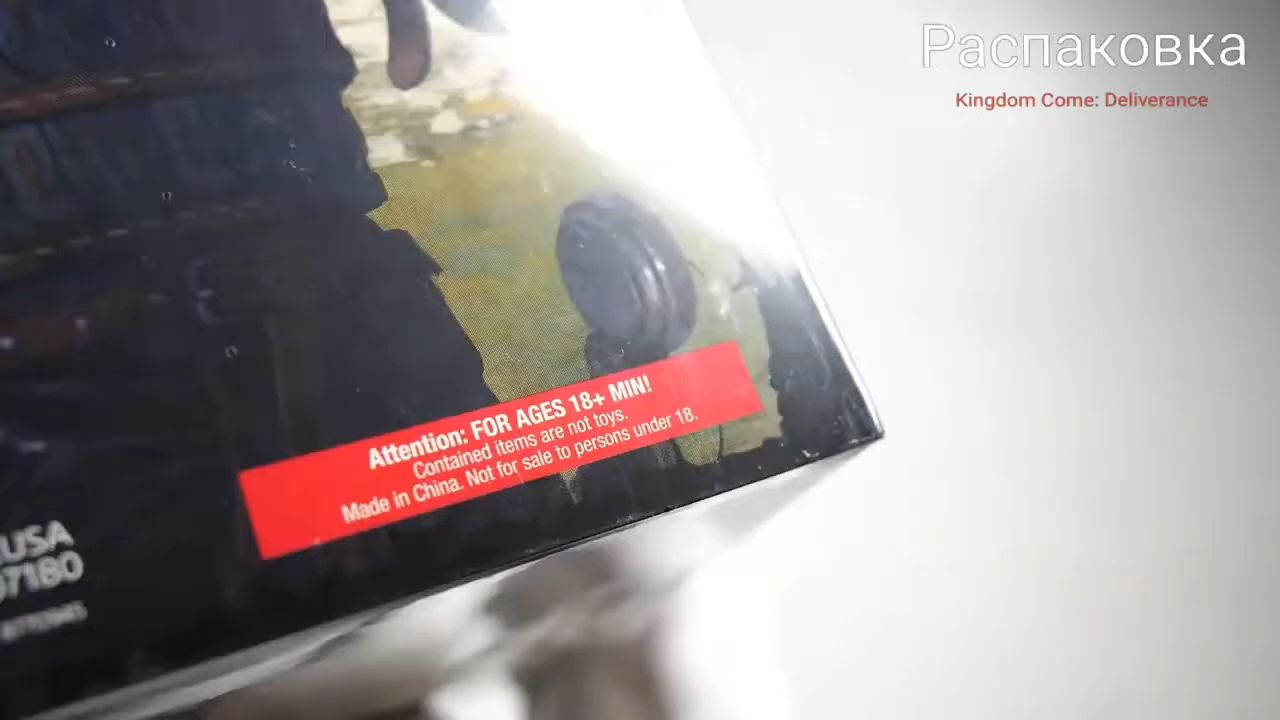 Распаковка
Kingdom Come: Deliverance
Attention: FOR AGES 18+ MIN!
Contained items are not toys.
Made in China. Not for sale to persons under 18.
USA